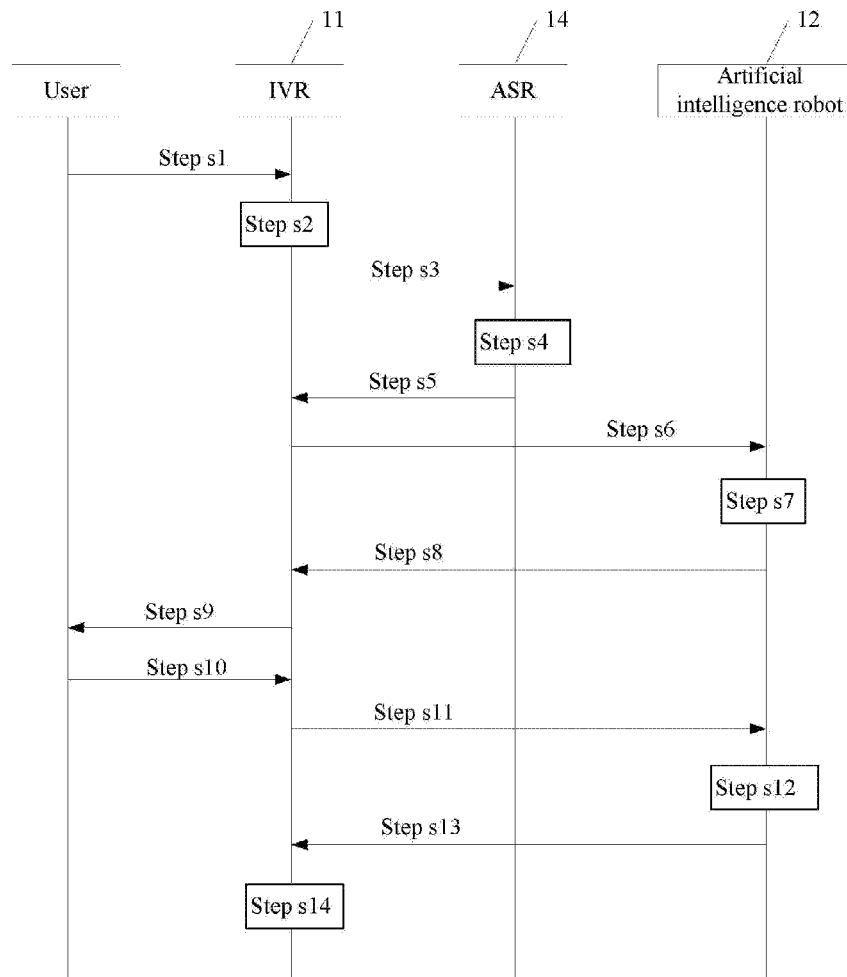 11
14
12
User
IVR
ASR
Artificial
intelligence robot
Step s1
Step s2
Step s3
Step s4
Step s5
Step s6
Step s7
Step s8
Step s9
Step s10
Step s11
Step s12
Step s13
Step s14